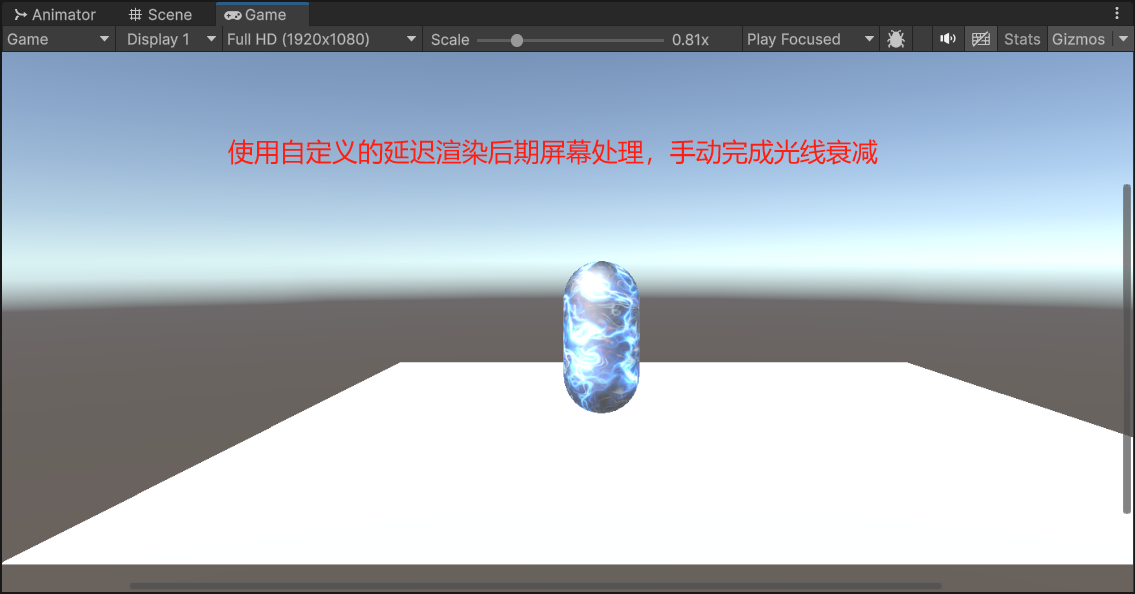 Animator Scene Game
Game Display 1 Full HD (1920x1080) Scale 0.81x Play Focused Stats Gizmos
使用自定义的延迟渲染后期屏幕处理，手动完成光线衰减